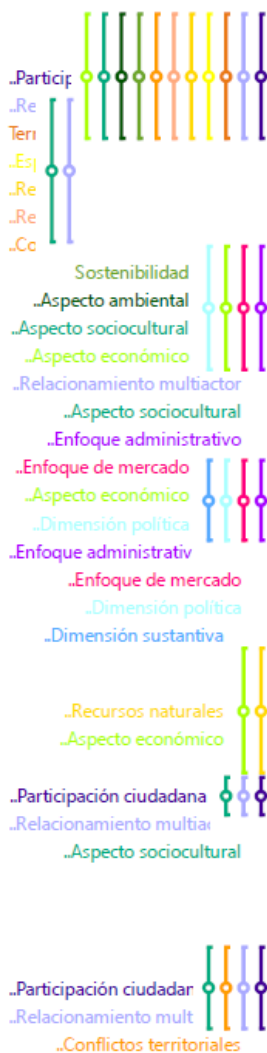 ..Particip
..Re
Terr
..Esp
..Re
..Re
..Co
Sostenibilidad
..Aspecto ambiental
..Aspecto sociocultural
..Aspecto económico
..Relacionamiento multiactor
..Aspecto sociocultural
..Enfoque administrativo
..Enfoque de mercado
..Aspecto económico
..Dimensión política
..Enfoque administrativ
..Enfoque de mercado
..Dimensión política
..Dimensión sustantiva
..Recursos naturales
..Aspecto económico
..Participación ciudadana
..Relacionamiento multiac
..Aspecto sociocultural
..Participación ciudadar
..Relacionamiento mult
..Conflictos territoriales